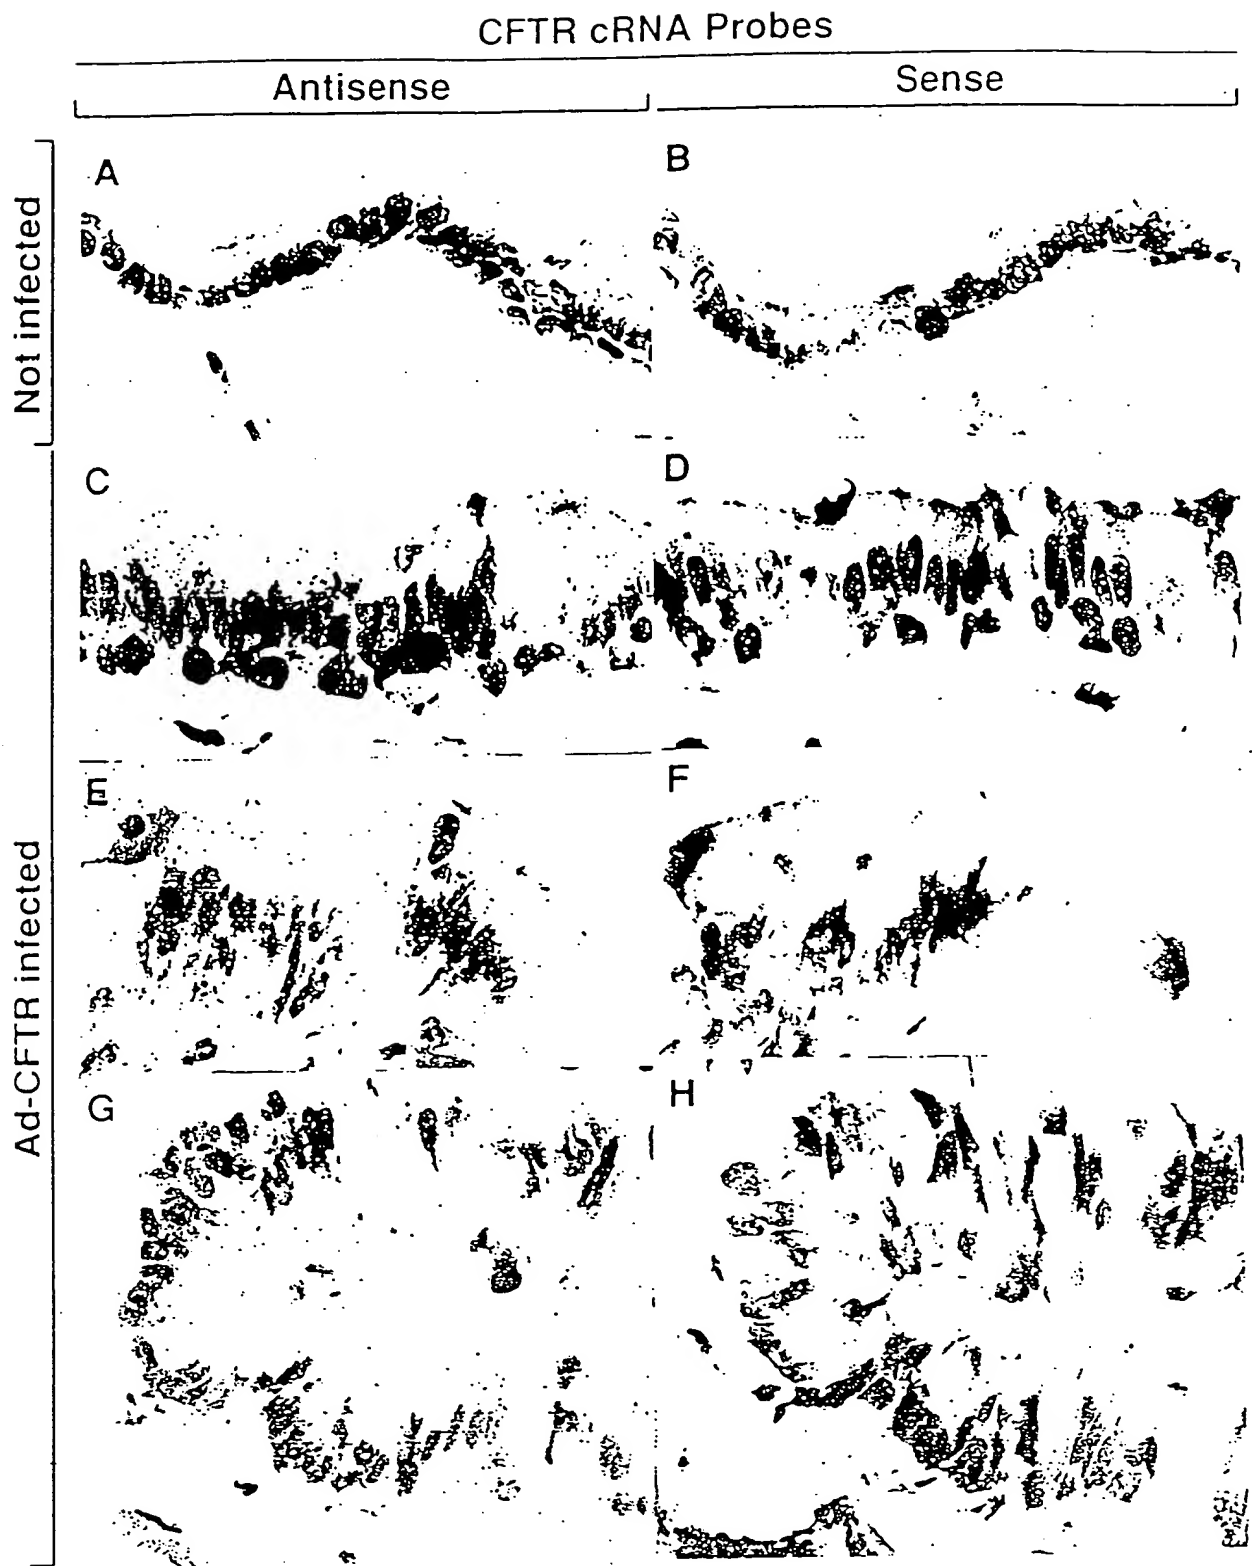 CFTR cRNA Probes
Antisense
Sense
Not infected
A
B
Ad-CFTR infected
C
D
E
F
G
H